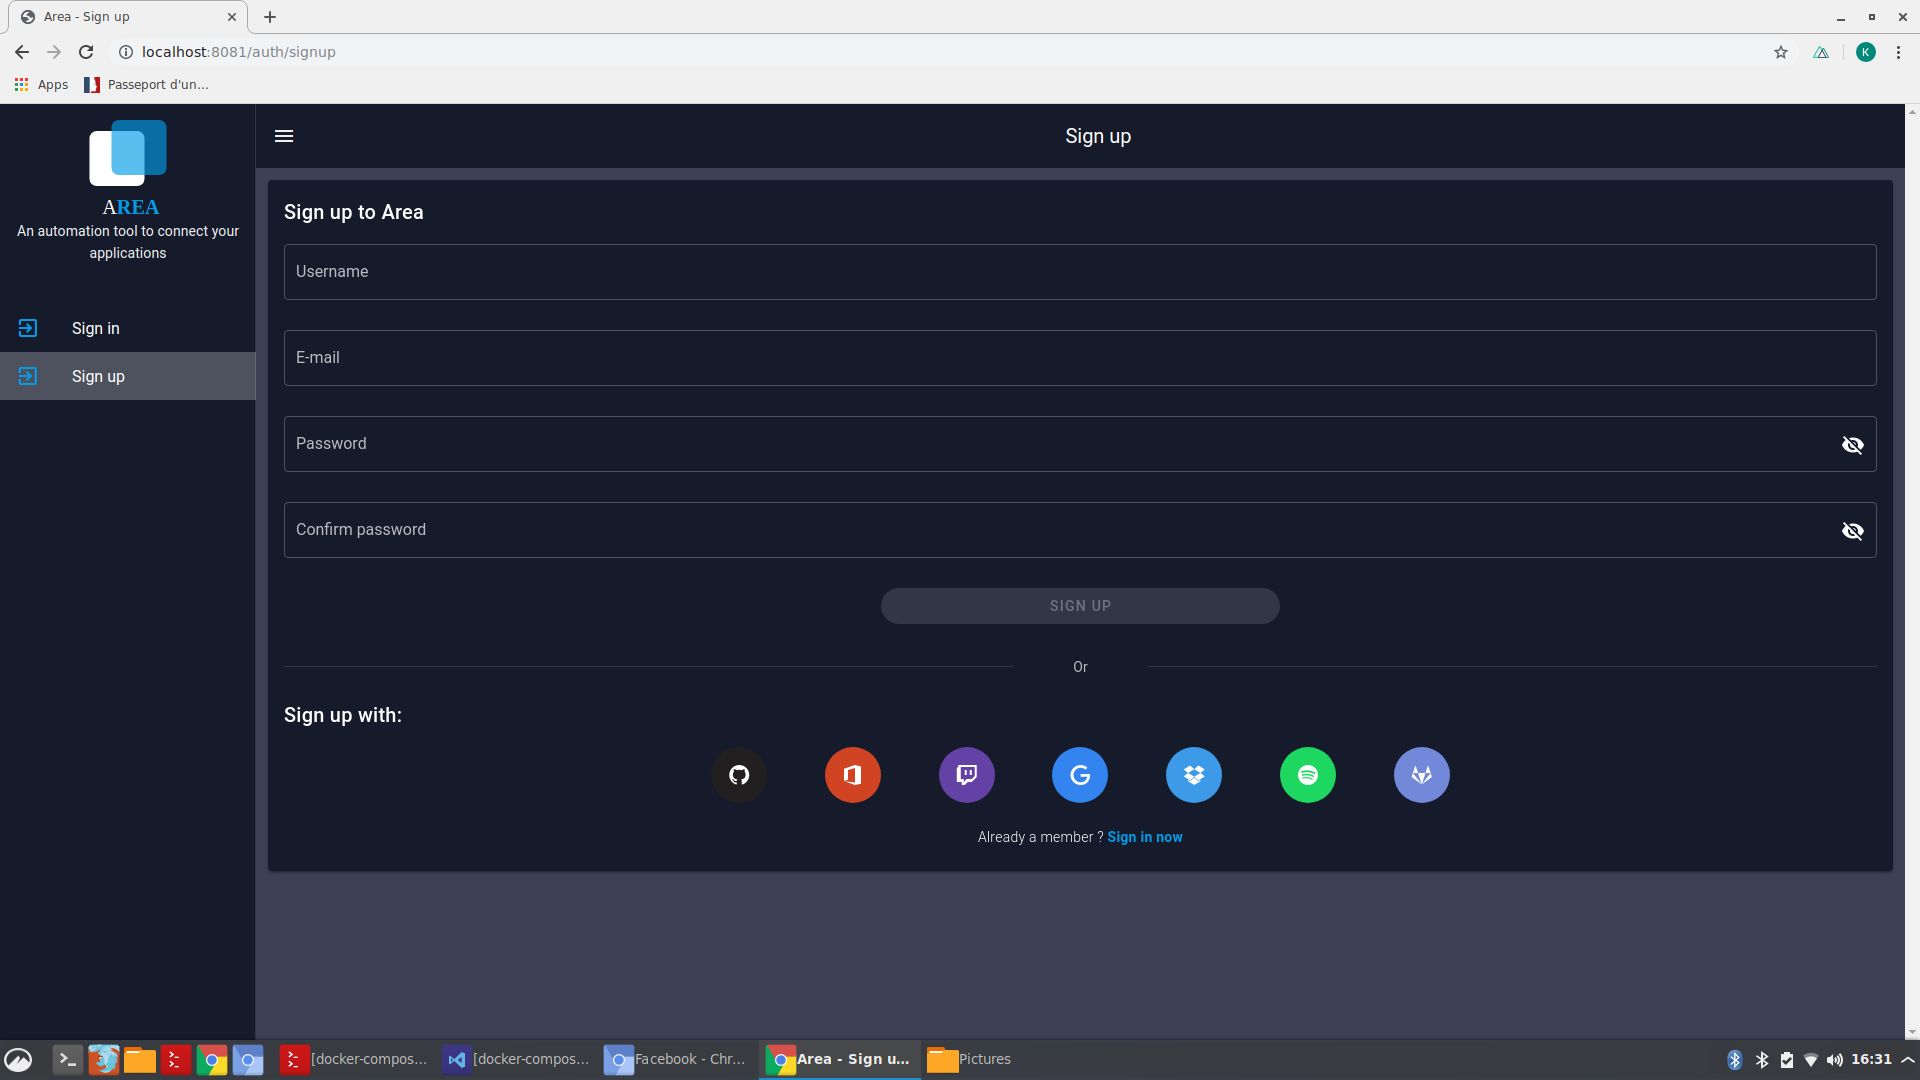 Area - Sign up
localhost:8081/auth/signup
Apps
Passeport d'un...
AREA
An automation tool to connect your
applications
Sign in
Sign up
Sign up
Sign up to Area
Username
E-mail
Password
Confirm password
SIGN UP
Or
Sign up with:
Already a member ? Sign in now
K
[docker-compos...
[docker-compos...
Facebook - Chr...
Area - Sign u...
Pictures
16:31